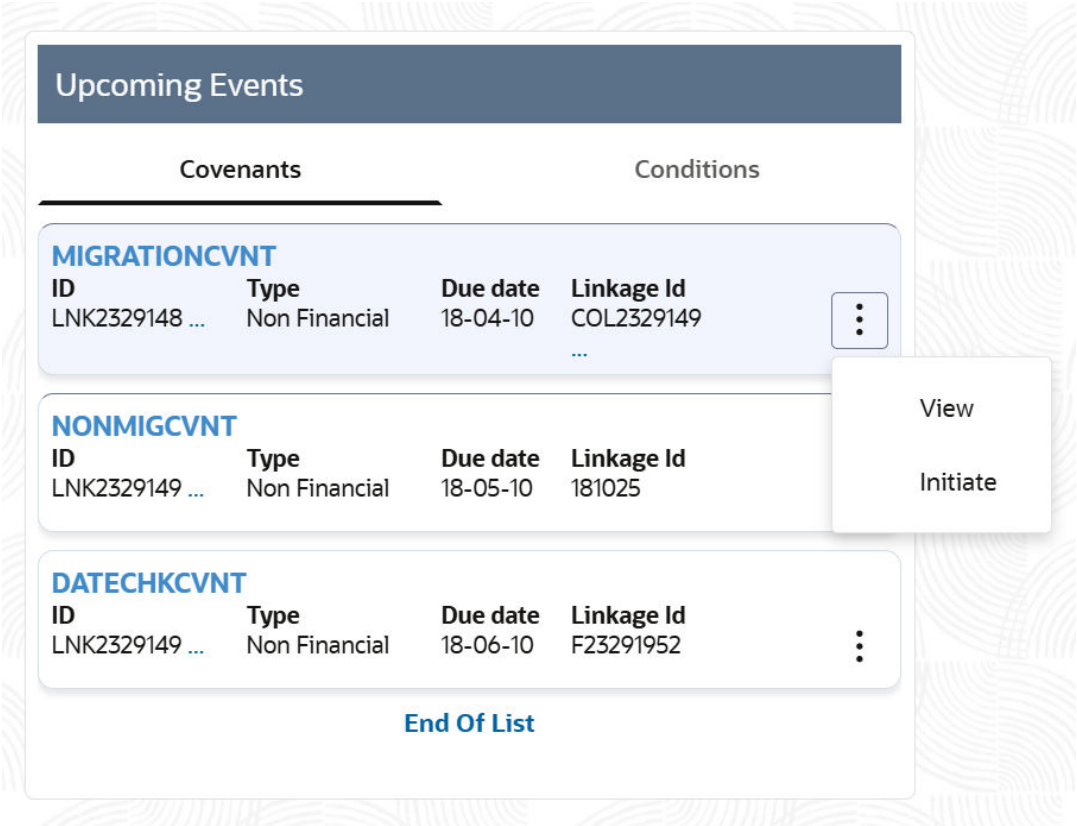 Upcoming Events
Covenants Conditions
MIGRATIONCVNT
ID Type Due date Linkage Id
LNK2329148 ... Non Financial 18-04-10 COL2329149
...
View
Initiate
NONMIGCVNT
ID Type Due date Linkage Id
LNK2329149 ... Non Financial 18-05-10 181025
DATECHKCVNT
ID Type Due date Linkage Id
LNK2329149 ... Non Financial 18-06-10 F23291952
End Of List